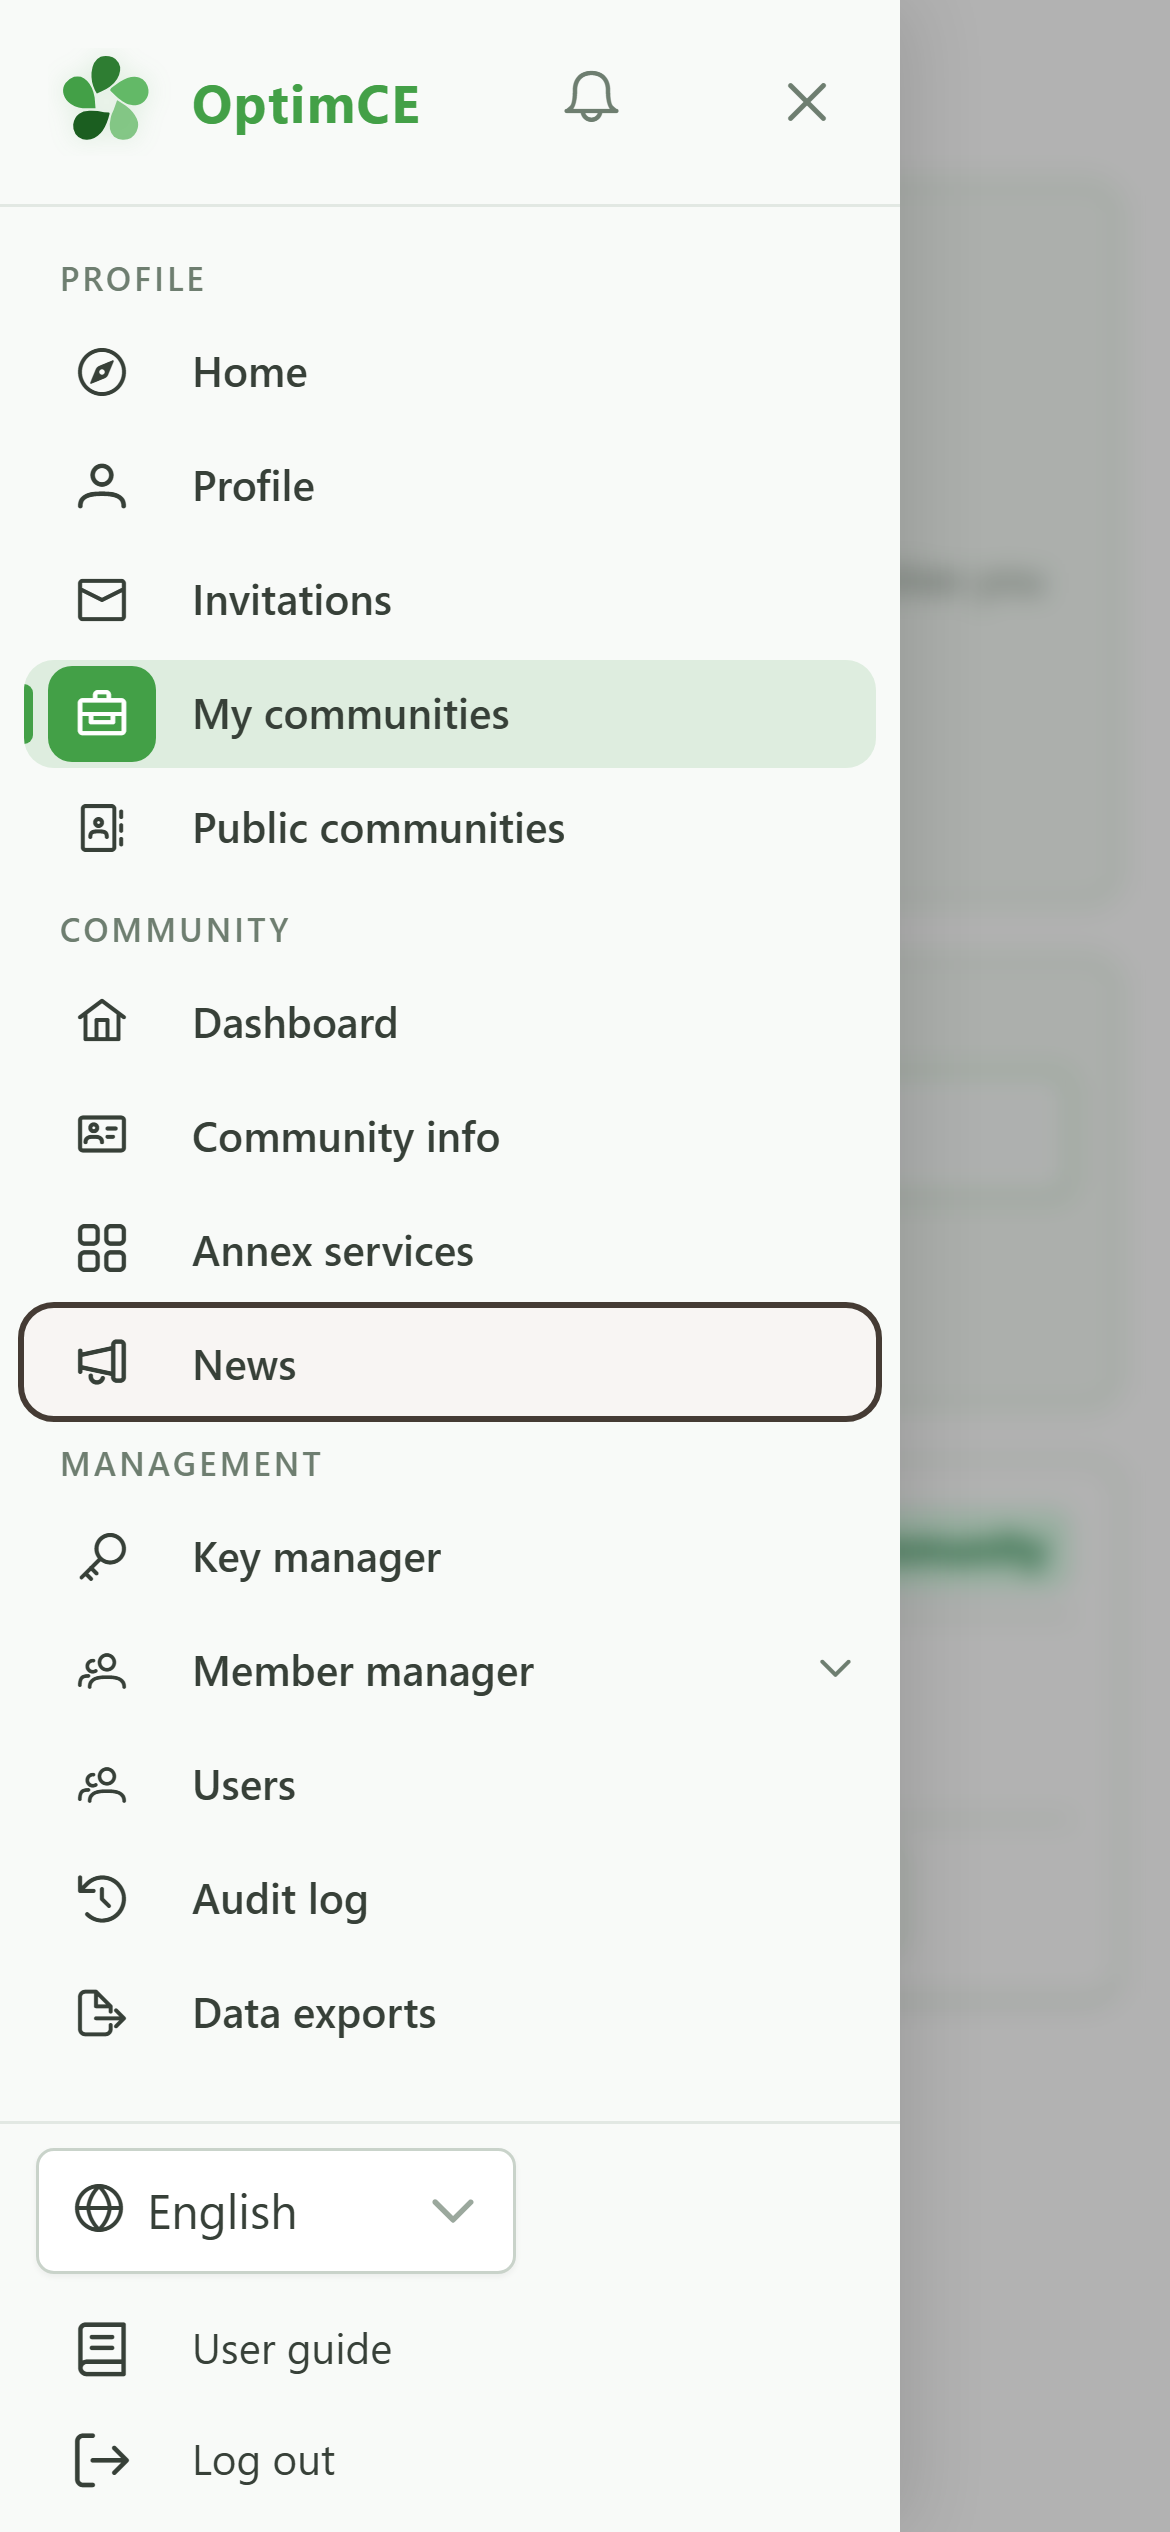 OptimCE
PROFILE
Home
Profile
Invitations
My communities
Public communities
COMMUNITY
Dashboard
Community info
Annex services
News
MANAGEMENT
Key manager
Member manager
Users
Audit log
Data exports
English
User guide
Log out